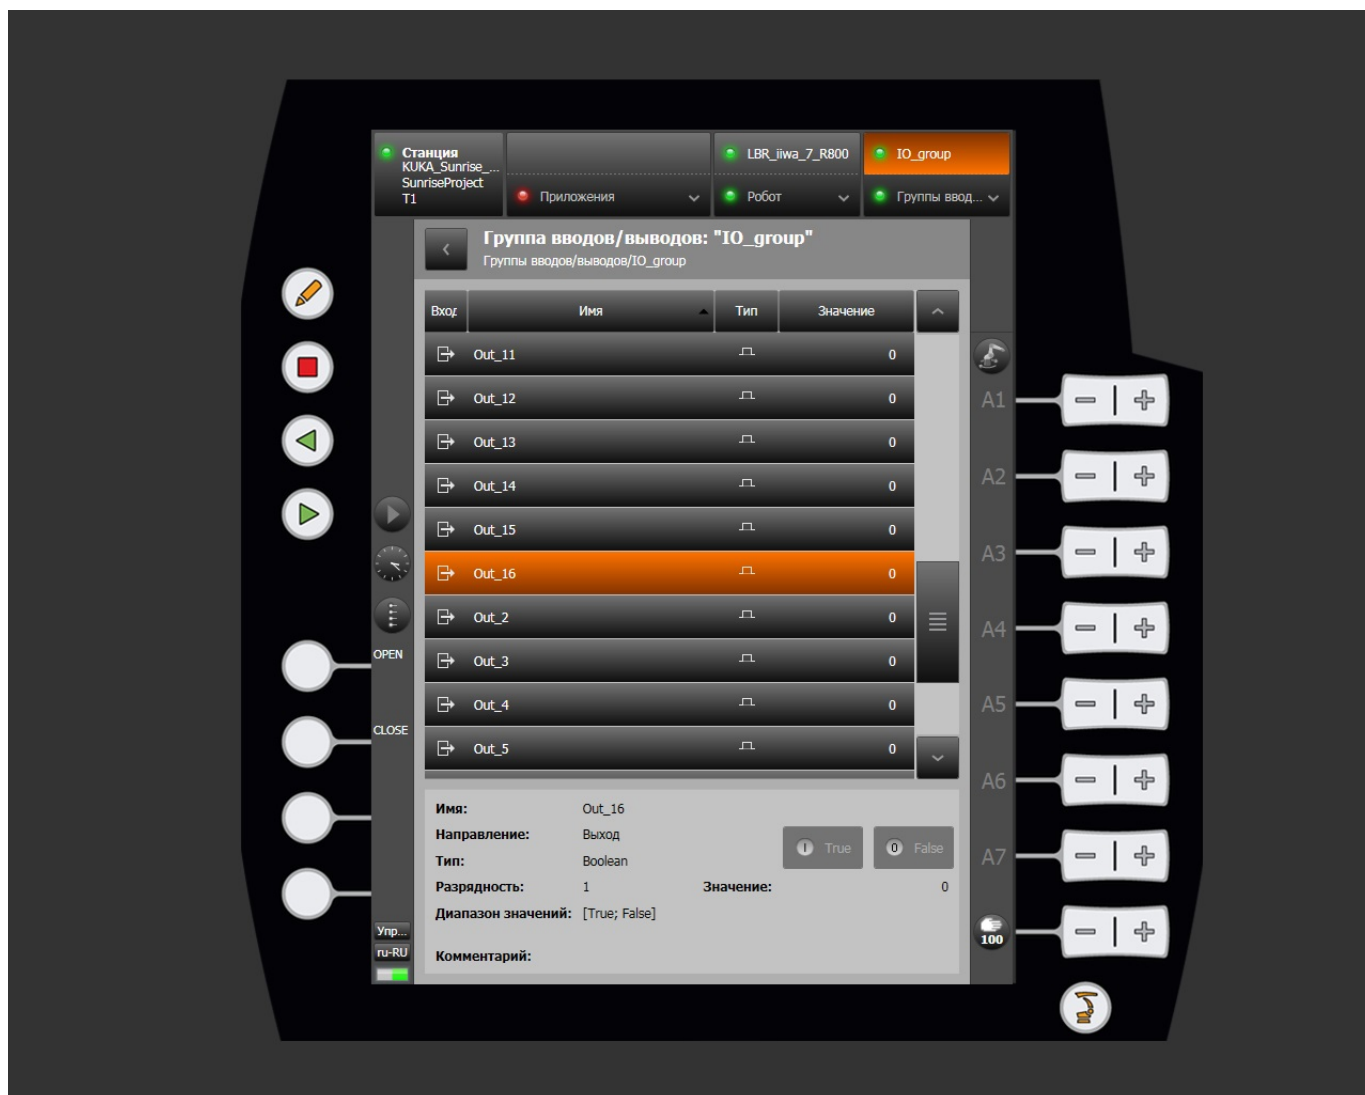 Станция
KUKA_Sunrise_...
SunriseProject
T1
Приложения
LBR_iiwa_7_R800
Робот
IO_group
Группы ввод...
Группа вводов/выводов: "IO_group"
Группы вводов/выводов/IO_group
Вход Имя Тип Значение
Out_11 0
Out_12 0
Out_13 0
Out_14 0
Out_15 0
Out_16 0
Out_2 0
Out_3 0
Out_4 0
Out_5 0
OPEN
CLOSE
Упр...
ru-RU
Имя: Out_16
Направление: Выход
Тип: Boolean
Разрядность: 1
Диапазон значений: [True; False]
Комментарий:
True False
Значение: 0
A1
A2
A3
A4
A5
A6
A7
100